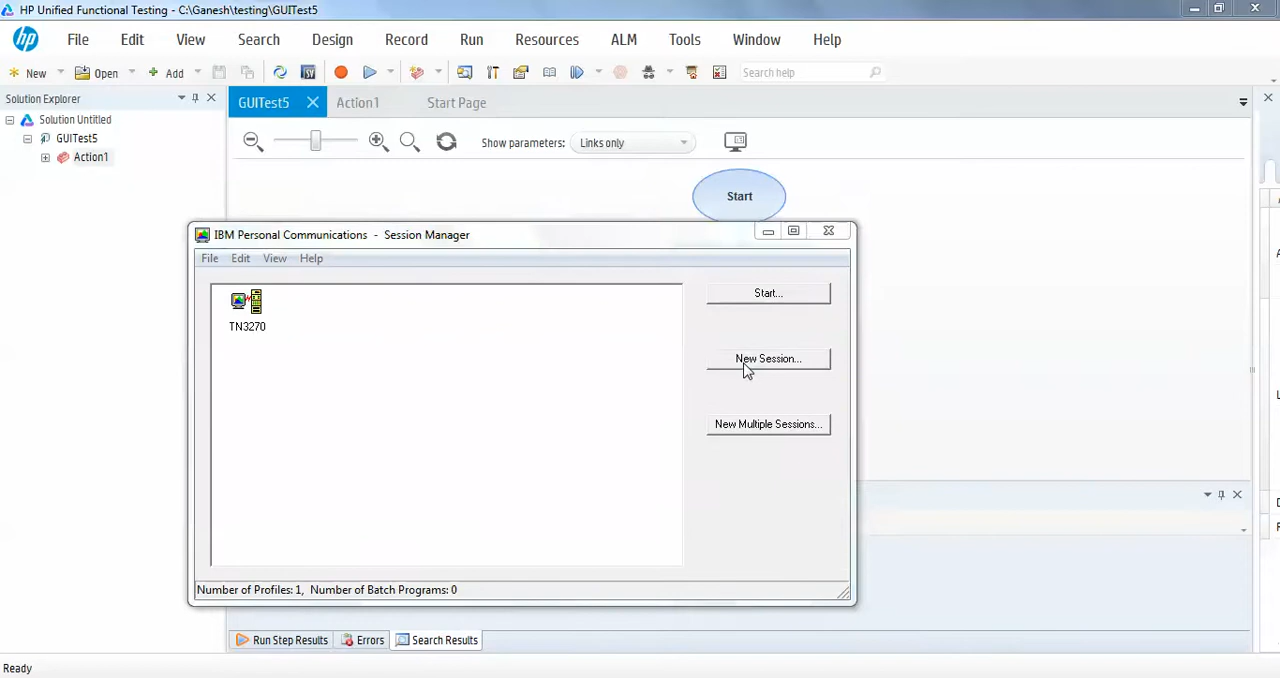 HP Unified Functional Testing - C:\Ganesh\testing\GUITest5
hp File Edit View Search Design Record Run Resources ALM Tools Window Help
New Open Add Search help
Solution Explorer
GUITest5 Action1 Start Page
Solution Untitled
GUITest5
Action1
Show parameters: Links only
Start
IBM Personal Communications - Session Manager
File Edit View Help
TN3270
Start...
New Session...
New Multiple Sessions...
Number of Profiles: 1, Number of Batch Programs: 0
Run Step Results Errors Search Results
Ready